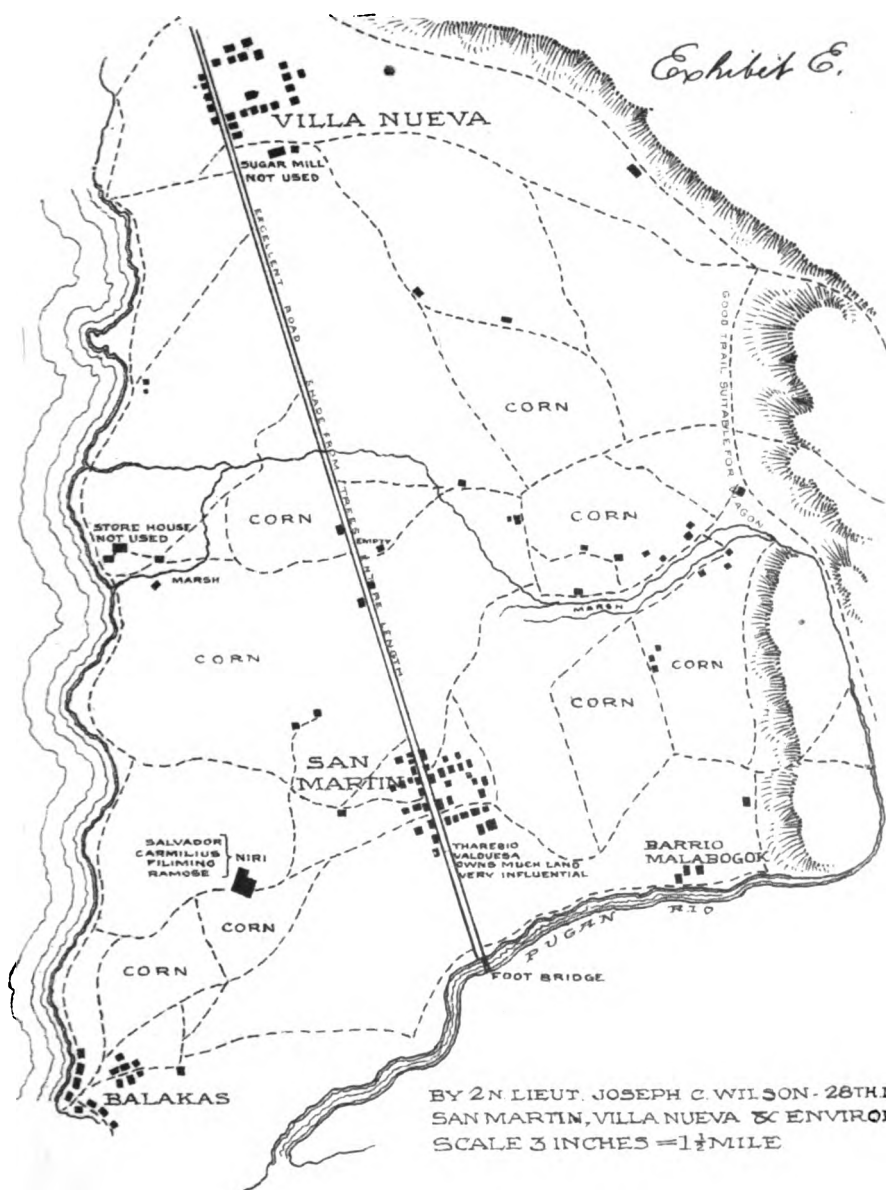 Exhibit E.
VILLA NUEVA
SUGAR MILL
NOT USED
EXCELLENT ROAD SHADE FROM TREES ENTIRE LENGTH
GOOD TRAIL SUITABLE FOR WAGON
CORN
CORN
CORN
EMPTY
STORE HOUSE
NOT USED
MARSH
MARSH
CORN
CORN
CORN
SAN
MARTIN
SALVADOR
CARMILIUS
FILIMINO
RAMOSE
NIRI
THAREBIO
VALDUESA
OWNS MUCH LAND
VERY INFLUENTIAL
BARRIO
MALABOGOK
CORN
CORN
PUGAN RIO
FOOT BRIDGE
BALAKAS
BY 2N. LIEUT. JOSEPH C. WILSON - 28TH.
SAN MARTIN, VILLA NUEVA & ENVIRO
SCALE 3 INCHES = 1½ MILE